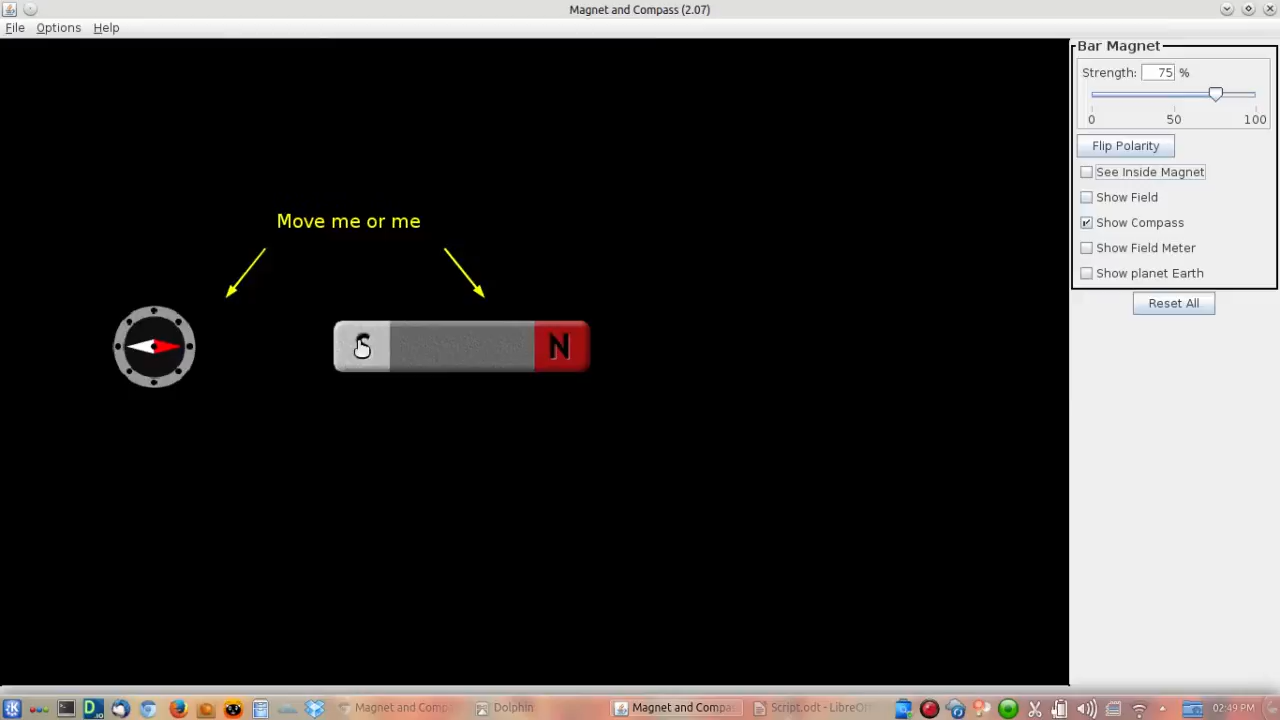 Magnet and Compass (2.07)
File Options Help
Bar Magnet
Strength: 75 %
0 50 100
Flip Polarity
See Inside Magnet
Show Field
Show Compass
Show Field Meter
Show planet Earth
Reset All
Move me or me
S N
Magnet and Comp
Dolphin
Magnet and Compas
Script.odt - LibreOf
02:49 PM